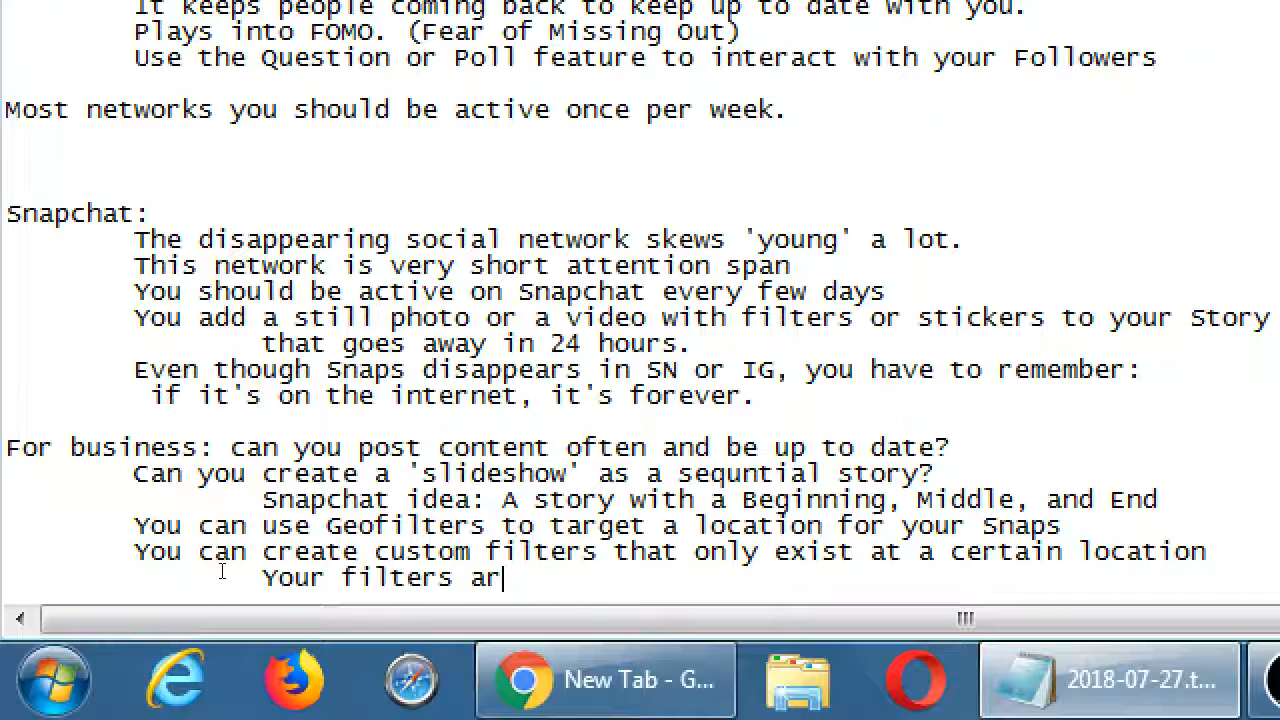 It keeps people coming back to keep up to date with you.
Plays into FOMO. (Fear of Missing Out)
Use the Question or Poll feature to interact with your Followers
Most networks you should be active once per week.
Snapchat:
The disappearing social network skews 'young' a lot.
This network is very short attention span
You should be active on Snapchat every few days
You add a still photo or a video with filters or stickers to your Story
that goes away in 24 hours.
Even though Snaps disappears in SN or IG, you have to remember:
if it's on the internet, it's forever.
For business: can you post content often and be up to date?
Can you create a 'slideshow' as a sequntial story?
Snapchat idea: A story with a Beginning, Middle, and End
You can use Geofilters to target a location for your Snaps
You can create custom filters that only exist at a certain location
Your filters ar
New Tab - G...
2018-07-27.t...